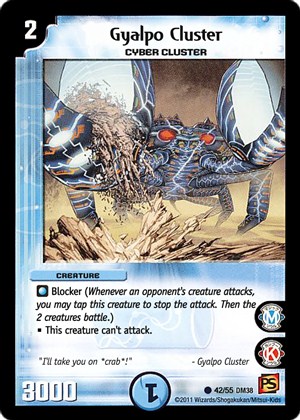 2
Gyalpo Cluster
CYBER CLUSTER
CREATURE
Blocker (Whenever an opponent's creature attacks,
you may tap this creature to stop the attack. Then the
2 creatures battle.)
• This creature can't attack.
M
K
"I'll take you on *crab*!" - Gyalpo Cluster
3000
1
● 42/55 DM38
©2011 Wizards/Shogakukan/Mitsui-Kids
PS